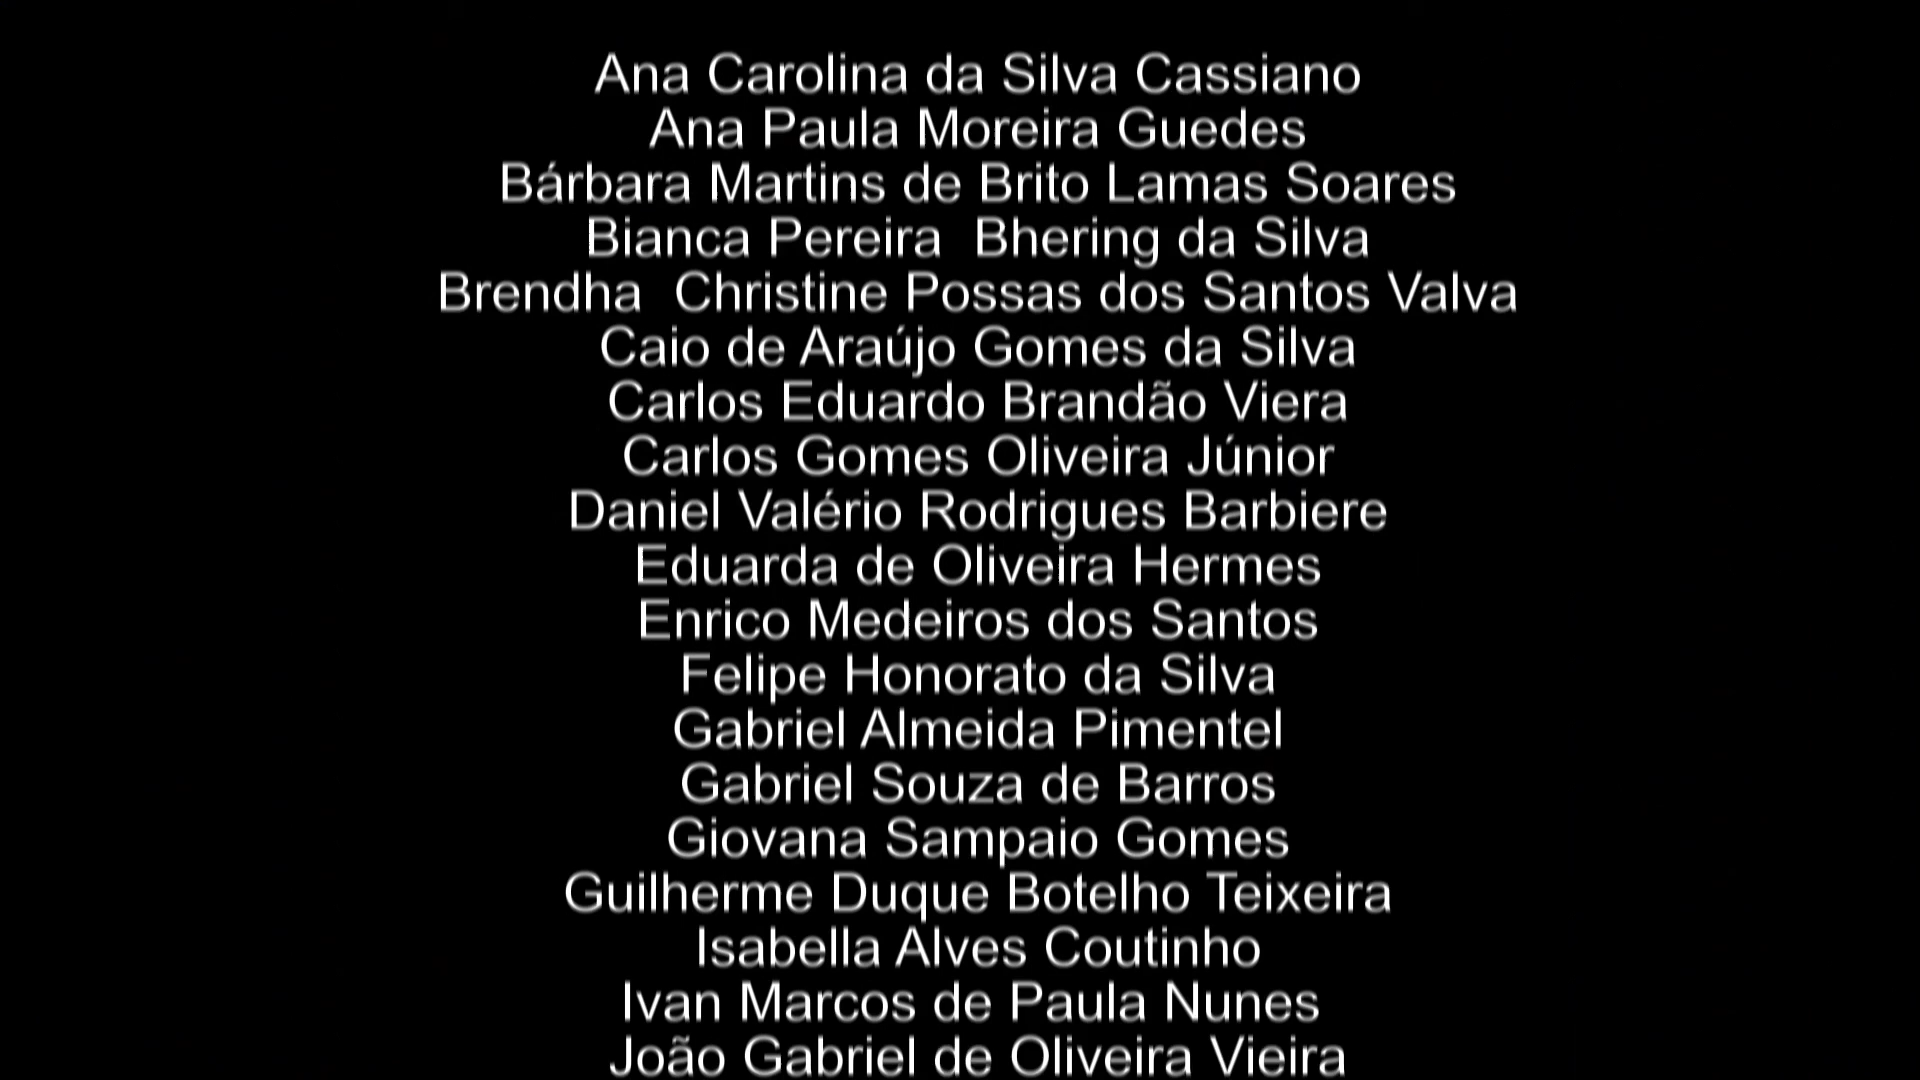 Ana Carolina da Silva Cassiano
Ana Paula Moreira Guedes
Bárbara Martins de Brito Lamas Soares
Bianca Pereira  Bhering da Silva
Brendha  Christine Possas dos Santos Valva
Caio de Araújo Gomes da Silva
Carlos Eduardo Brandão Viera
Carlos Gomes Oliveira Júnior
Daniel Valério Rodrigues Barbiere
Eduarda de Oliveira Hermes
Enrico Medeiros dos Santos
Felipe Honorato da Silva
Gabriel Almeida Pimentel
Gabriel Souza de Barros
Giovana Sampaio Gomes
Guilherme Duque Botelho Teixeira
Isabella Alves Coutinho
Ivan Marcos de Paula Nunes
João Gabriel de Oliveira Vieira